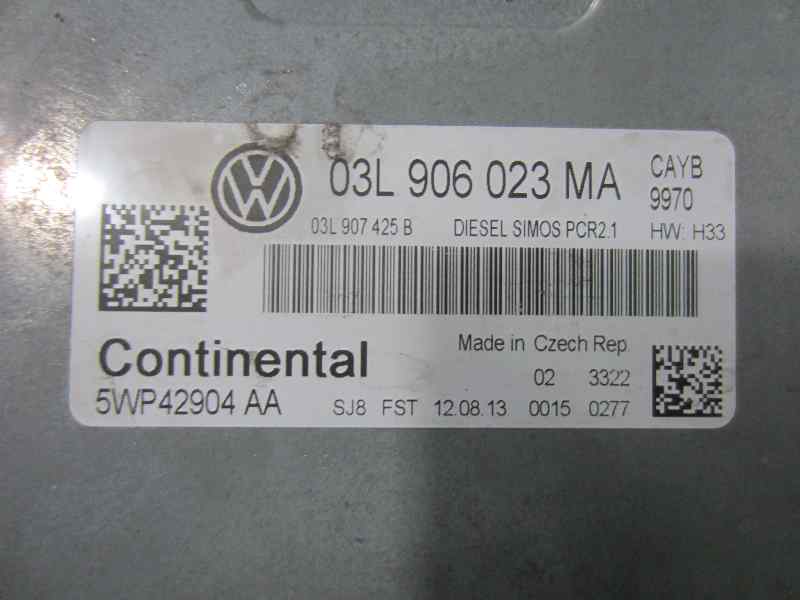 03L 906 023 MA CAYB
9970
03L 907 425 B DIESEL SIMOS PCR2.1 HW: H33
Continental Made in Czech Rep.
02 3322
5WP42904 AA SJ8 FST 12.08.13 0015 0277